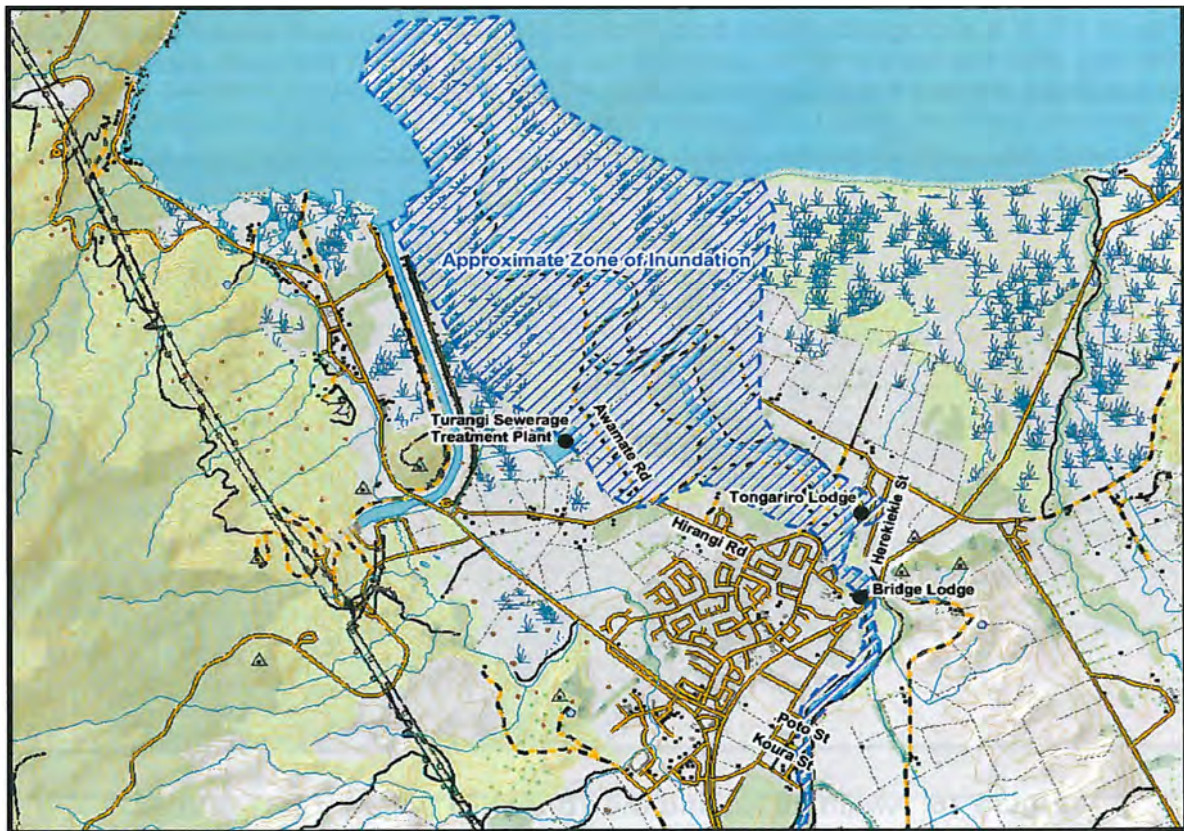 Approximate Zone of Inundation
Turangi Sewerage
Treatment Plant
Awamate Rd
Tongariro Lodge
Herekiekie St
Hirangi Rd
Bridge Lodge
Poto St
Koura St